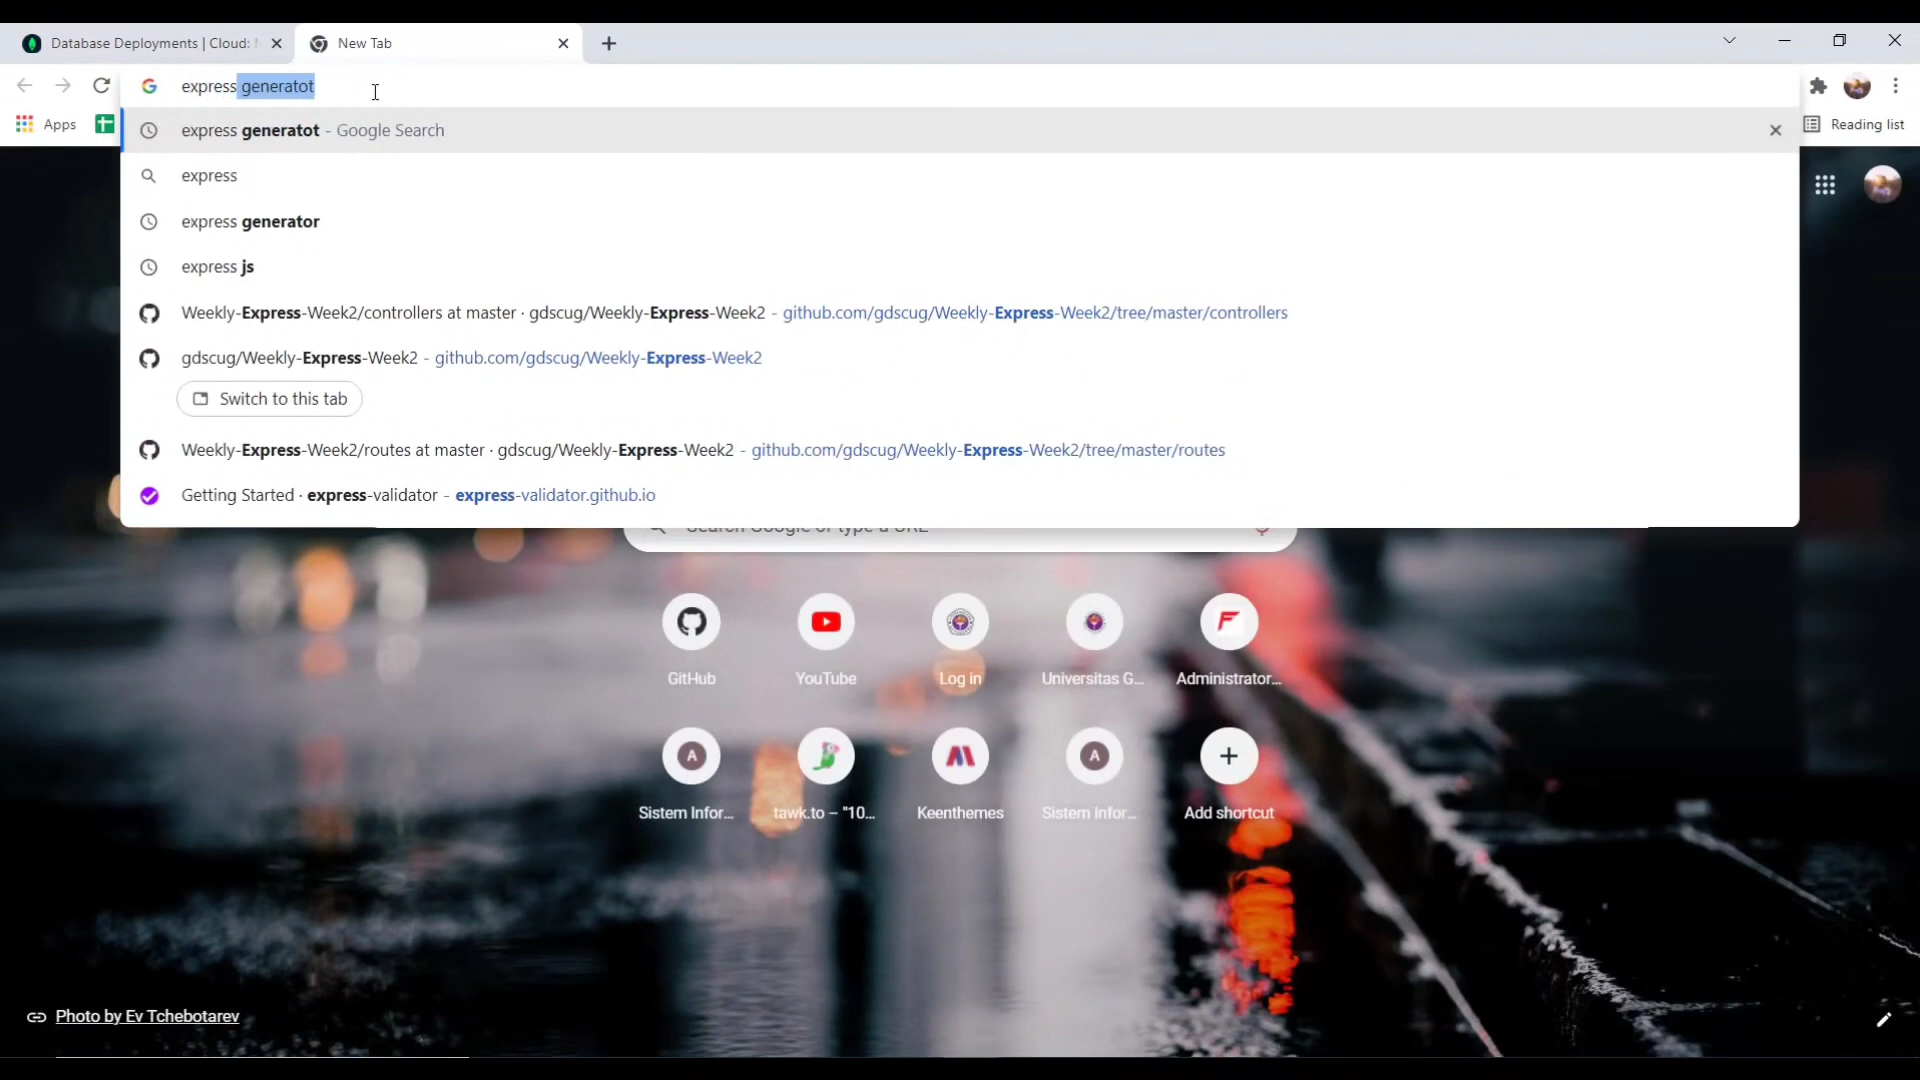 Database Deployments | Cloud:
New Tab
express generatot
Apps
Reading list
express generatot - Google Search
express
express generator
express js
Weekly-Express-Week2/controllers at master · gdscug/Weekly-Express-Week2 - github.com/gdscug/Weekly-Express-Week2/tree/master/controllers
gdscug/Weekly-Express-Week2 - github.com/gdscug/Weekly-Express-Week2
Switch to this tab
Weekly-Express-Week2/routes at master · gdscug/Weekly-Express-Week2 - github.com/gdscug/Weekly-Express-Week2/tree/master/routes
Getting Started · express-validator - express-validator.github.io
Search Google or type a URL
GitHub
YouTube
Log in
Universitas G...
Administrator...
A
A
Sistem Infor...
tawk.to – "10...
Keenthemes
Sistem Infor...
Add shortcut
Photo by Ev Tchebotarev